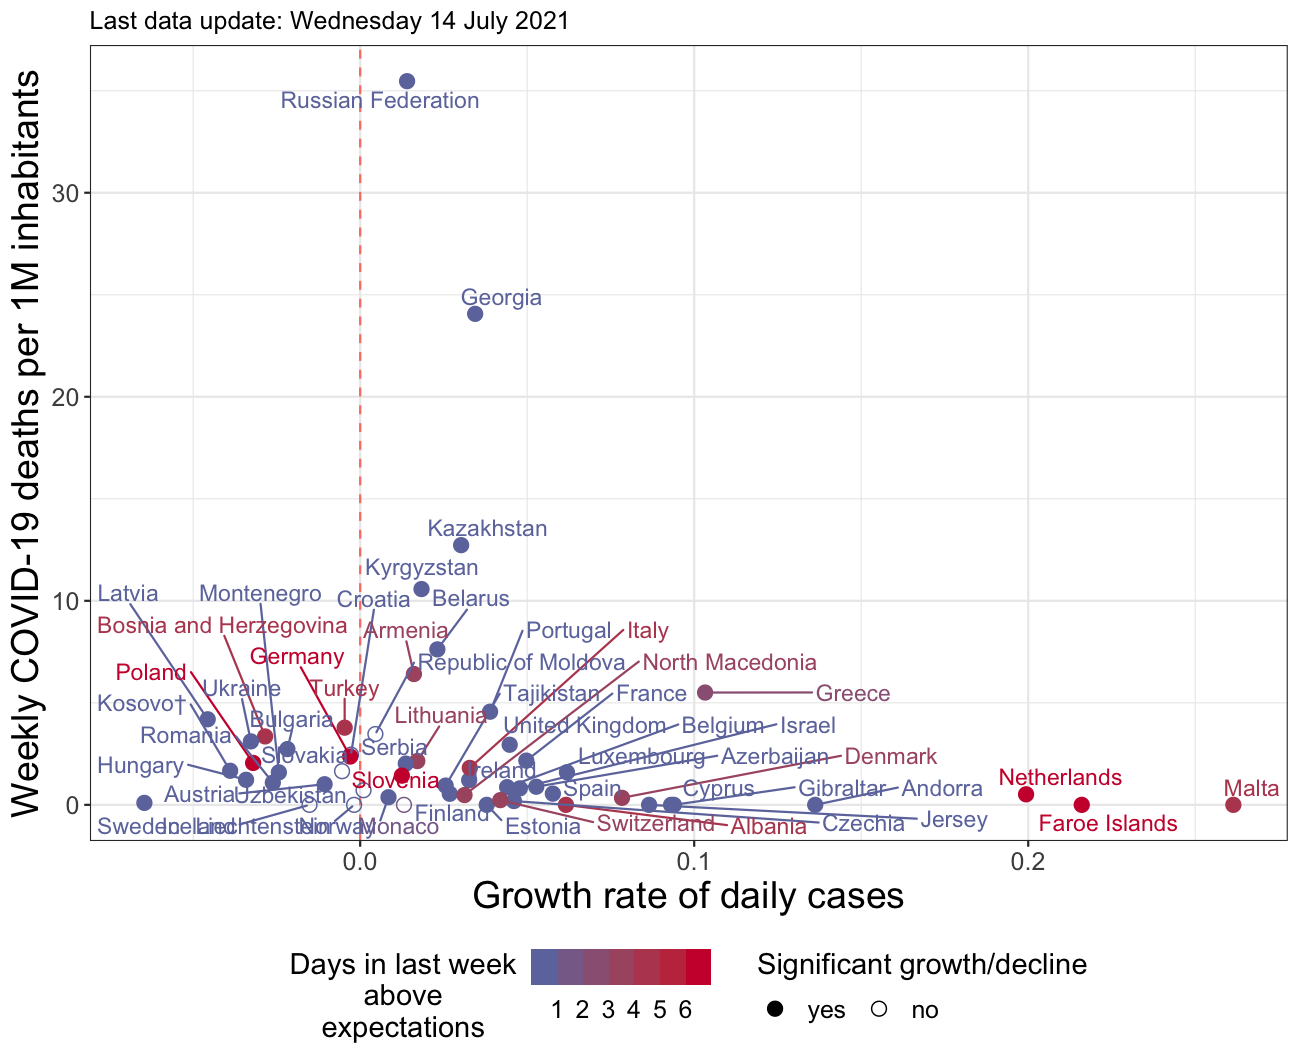 Last data update: Wednesday 14 July 2021
Weekly COVID-19 deaths per 1M inhabitants
30
20
10
0
Russian Federation
Georgia
Kazakhstan
Kyrgyzstan
Latvia
Montenegro
Croatia
Belarus
Bosnia and Herzegovina
Armenia
Portugal
Italy
Germany
Republic of Moldova
North Macedonia
Poland
Ukraine
Turkey
Tajikistan
France
Greece
Kosovo†
Bulgaria
Lithuania
United Kingdom
Belgium
Israel
Romania
Slovakia
Serbia
Luxembourg
Azerbaijan
Denmark
Hungary
Slovenia
Ireland
Netherlands
Austria
Uzbekistan
Spain
Cyprus
Gibraltar
Andorra
Malta
Finland
Sweden
Iceland
Liechtenstein
Norway
Monaco
Estonia
Switzerland
Albania
Czechia
Jersey
Faroe Islands
0.0
0.1
0.2
Growth rate of daily cases
Days in last week
above
expectations
1 2 3 4 5 6
Significant growth/decline
yes
no